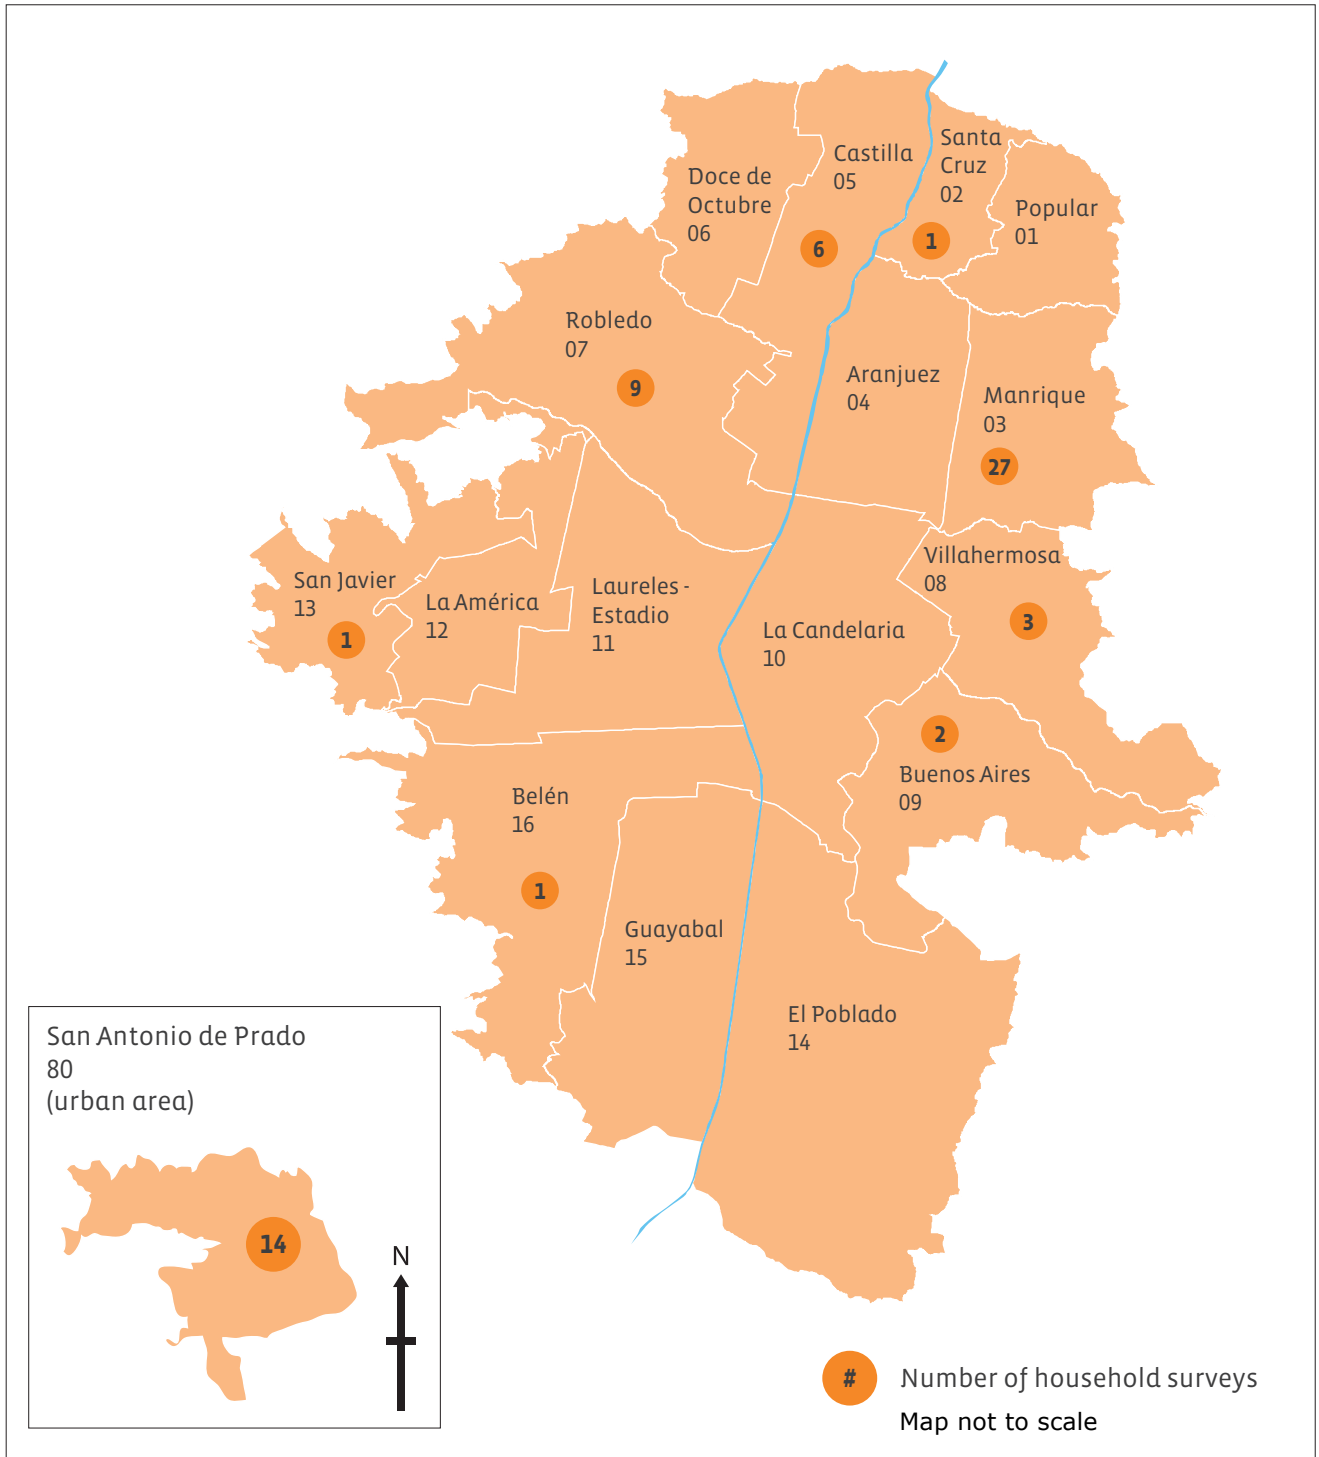 Santa
Cruz
02
1
Castilla
05
6
Doce de
Octubre
06
Popular
01
Robledo
07
9
Aranjuez
04
Manrique
03
27
Villahermosa
08
3
San Javier
13
1
La América
12
Laureles -
Estadio
11
La Candelaria
10
2
Buenos Aires
09
Belén
16
1
Guayabal
15
El Poblado
14
San Antonio de Prado
80
(urban area)
14
N
# Number of household surveys
Map not to scale